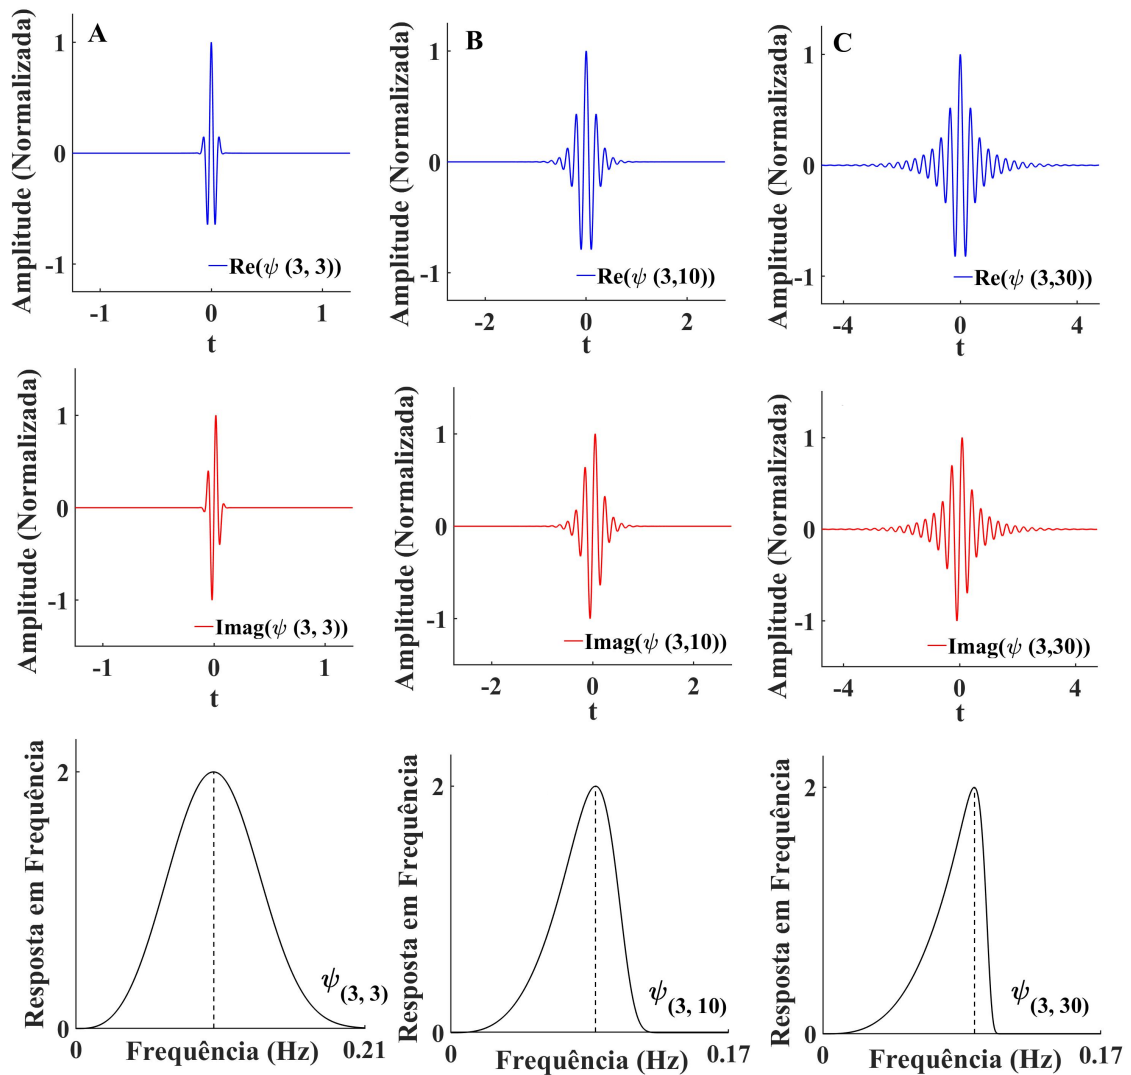 A
Amplitude (Normalizada)
1
0
-1
Re(ψ (3, 3))
-1 0 1
t
B
Amplitude (Normalizada)
1
0
-1
Re(ψ (3,10))
-2 0 2
t
C
Amplitude (Normalizada)
1
0
-1
Re(ψ (3,30))
-4 0 4
t
Amplitude (Normalizada)
1
0
-1
Imag(ψ (3, 3))
-1 0 1
t
Amplitude (Normalizada)
1
0
-1
Imag(ψ (3,10))
-2 0 2
t
Amplitude (Normalizada)
1
0
-1
Imag(ψ (3,30))
-4 0 4
t
Resposta em Frequência
2
0
ψ(3, 3)
0 Frequência (Hz) 0.21
Resposta em Frequência
2
0
ψ(3, 10)
0 Frequência (Hz) 0.17
Resposta em Frequência
2
0
ψ(3, 30)
0 Frequência (Hz) 0.17